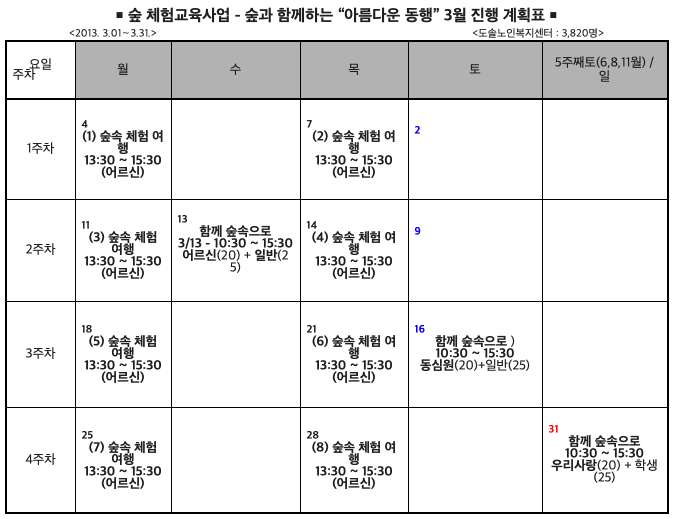 ■ 숲 체험교육사업 - 숲과 함께하는 “아름다운 동행” 3월 진행 계획표 ■
<2013. 3.01~3.31.>
<도솔노인복지센터 : 3,820명>
요일
주차
월
수
목
토
5주째토(6,8,11월) /
일
1주차
4
(1) 숲속 체험 여
행
13:30 ~ 15:30
(어르신)
7
(2) 숲속 체험 여
행
13:30 ~ 15:30
(어르신)
2
2주차
11
(3) 숲속 체험
여행
13:30 ~ 15:30
(어르신)
13
함께 숲속으로
3/13 - 10:30 ~ 15:30
어르신(20) + 일반(2
5)
14
(4) 숲속 체험 여
행
13:30 ~ 15:30
(어르신)
9
3주차
18
(5) 숲속 체험
여행
13:30 ~ 15:30
(어르신)
21
(6) 숲속 체험 여
행
13:30 ~ 15:30
(어르신)
16
함께 숲속으로 )
10:30 ~ 15:30
동심원(20)+일반(25)
4주차
25
(7) 숲속 체험
여행
13:30 ~ 15:30
(어르신)
28
(8) 숲속 체험 여
행
13:30 ~ 15:30
(어르신)
31
함께 숲속으로
10:30 ~ 15:30
우리사랑(20) + 학생
(25)